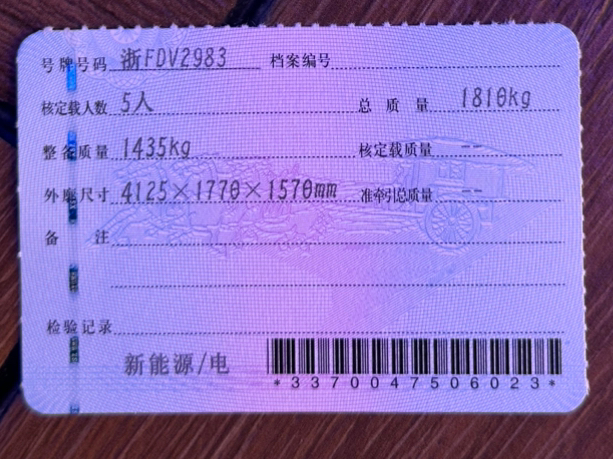 号牌号码 浙FDV2983 档案编号
核定载人数 5人 总质量 1810kg
整备质量 1435kg 核定载质量 --
外廓尺寸 4125×1770×1570mm 准牵引总质量 --
备注
检验记录
新能源/电
*3370047506023*